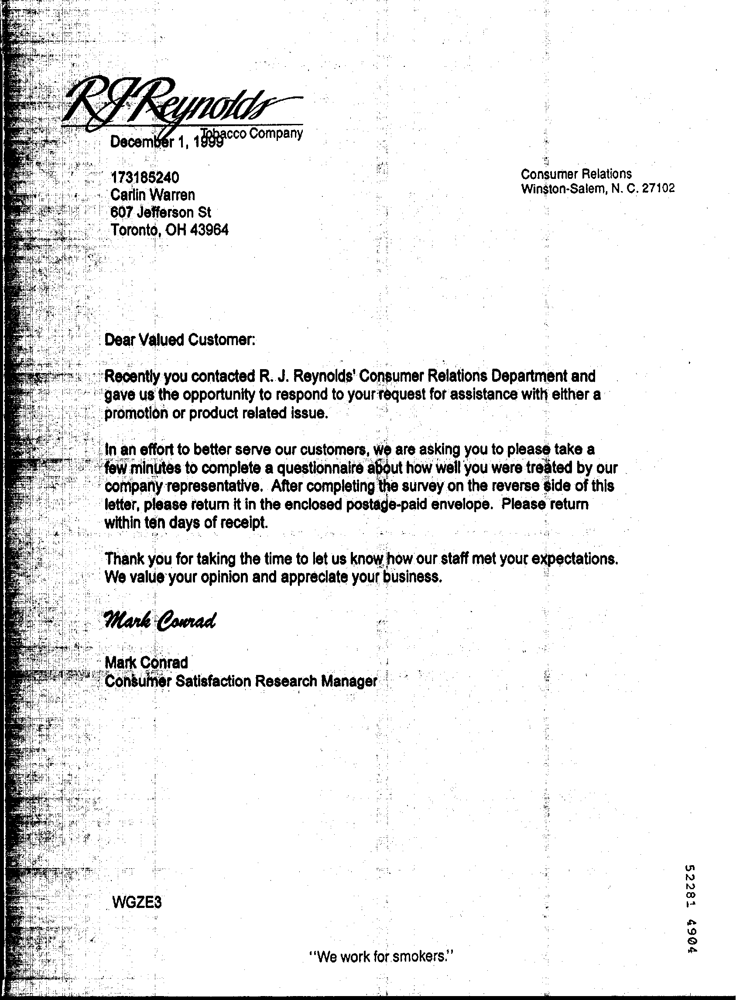 RJReynolds
Tobacco Company
December 1, 1999
173185240
Carlin Warren
607 Jefferson St
Toronto, OH 43964
Consumer Relations
Winston-Salem, N. C. 27102
Dear Valued Customer:
Recently you contacted R. J. Reynolds' Consumer Relations Department and
gave us the opportunity to respond to your request for assistance with either a
promotion or product related issue.
In an effort to better serve our customers, we are asking you to please take a
few minutes to complete a questionnaire about how well you were treated by our
company representative.  After completing the survey on the reverse side of this
letter, please return it in the enclosed postage-paid envelope.  Please return
within ten days of receipt.
Thank you for taking the time to let us know how our staff met your expectations.
We value your opinion and appreciate your business.
Mark Conrad
Mark Conrad
Consumer Satisfaction Research Manager
WGZE3
52281 4904
"We work for smokers."